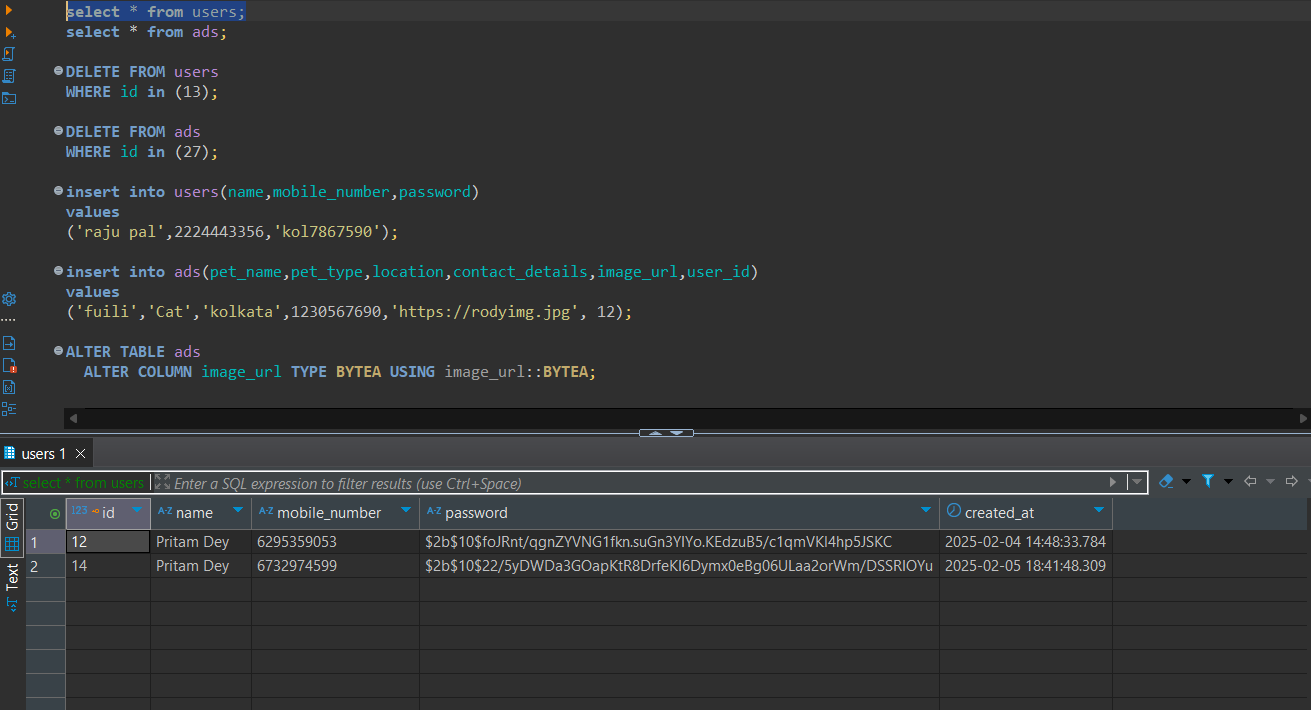 select * from users;
select * from ads;
DELETE FROM users
WHERE id in (13);
DELETE FROM ads
WHERE id in (27);
insert into users(name,mobile_number,password)
values
('raju pal',2224443356,'kol7867590');
insert into ads(pet_name,pet_type,location,contact_details,image_url,user_id)
values
('fuili','Cat','kolkata',1230567690,'https://rodyimg.jpg', 12);
ALTER TABLE ads
ALTER COLUMN image_url TYPE BYTEA USING image_url::BYTEA;
users 1
select * from users Enter a SQL expression to filter results (use Ctrl+Space)
Grid
Text
123 id A-Z name A-Z mobile_number A-Z password created_at
1 12 Pritam Dey 6295359053 $2b$10$foJRnt/qgnZYVNG1fkn.suGn3YIYo.KEdzuB5/c1qmVKl4hp5JSKC 2025-02-04 14:48:33.784
2 14 Pritam Dey 6732974599 $2b$10$22/5yDWDa3GOapKtR8DrfeKI6Dymx0eBg06ULaa2orWm/DSSRIOYu 2025-02-05 18:41:48.309